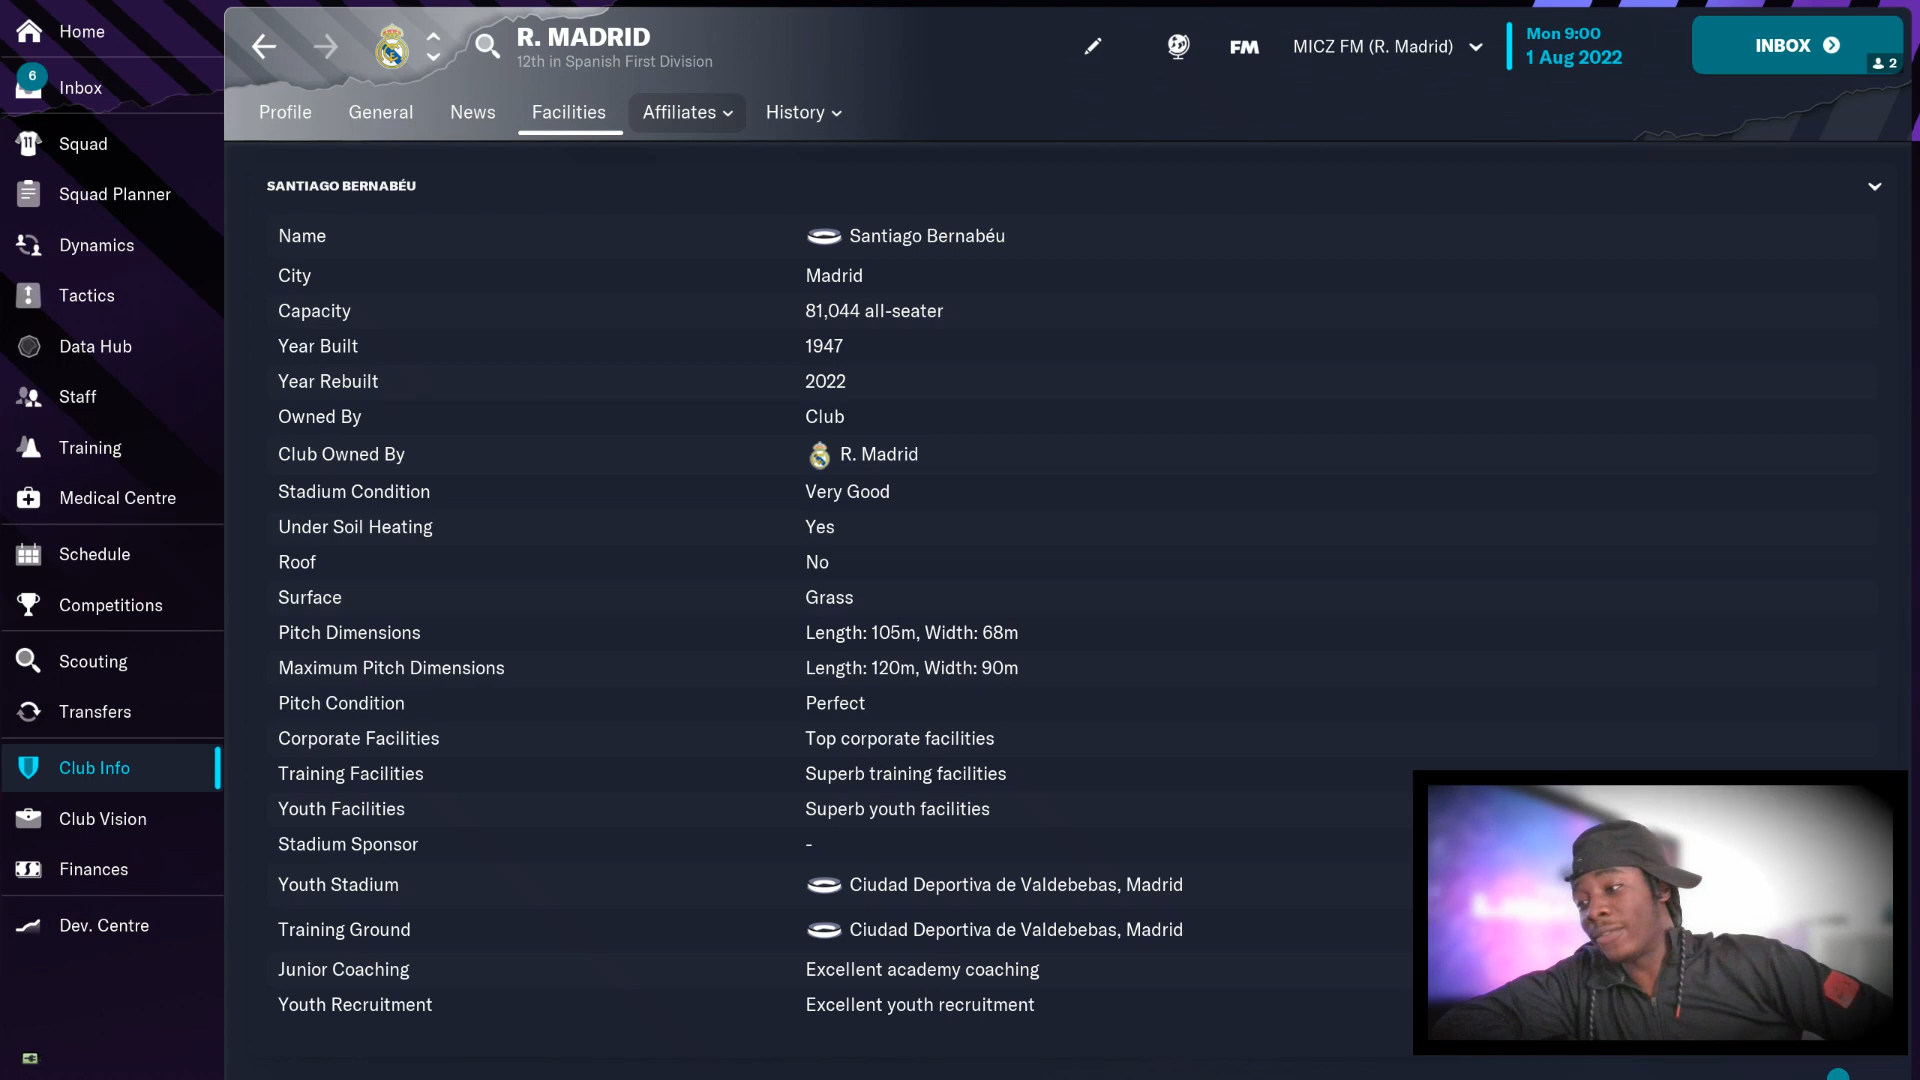 Home
6
Inbox
11
Squad
Squad Planner
Dynamics
Tactics
Data Hub
Staff
Training
Medical Centre
Schedule
Competitions
Scouting
Transfers
Club Info
Club Vision
Finances
Dev. Centre
R. MADRID
12th in Spanish First Division
FM
MICZ FM (R. Madrid)
Mon 9:00
1 Aug 2022
INBOX
2
Profile General News Facilities Affiliates History
SANTIAGO BERNABÉU
Name Santiago Bernabéu
City Madrid
Capacity 81,044 all-seater
Year Built 1947
Year Rebuilt 2022
Owned By Club
Club Owned By R. Madrid
Stadium Condition Very Good
Under Soil Heating Yes
Roof No
Surface Grass
Pitch Dimensions Length: 105m, Width: 68m
Maximum Pitch Dimensions Length: 120m, Width: 90m
Pitch Condition Perfect
Corporate Facilities Top corporate facilities
Training Facilities Superb training facilities
Youth Facilities Superb youth facilities
Stadium Sponsor -
Youth Stadium Ciudad Deportiva de Valdebebas, Madrid
Training Ground Ciudad Deportiva de Valdebebas, Madrid
Junior Coaching Excellent academy coaching
Youth Recruitment Excellent youth recruitment